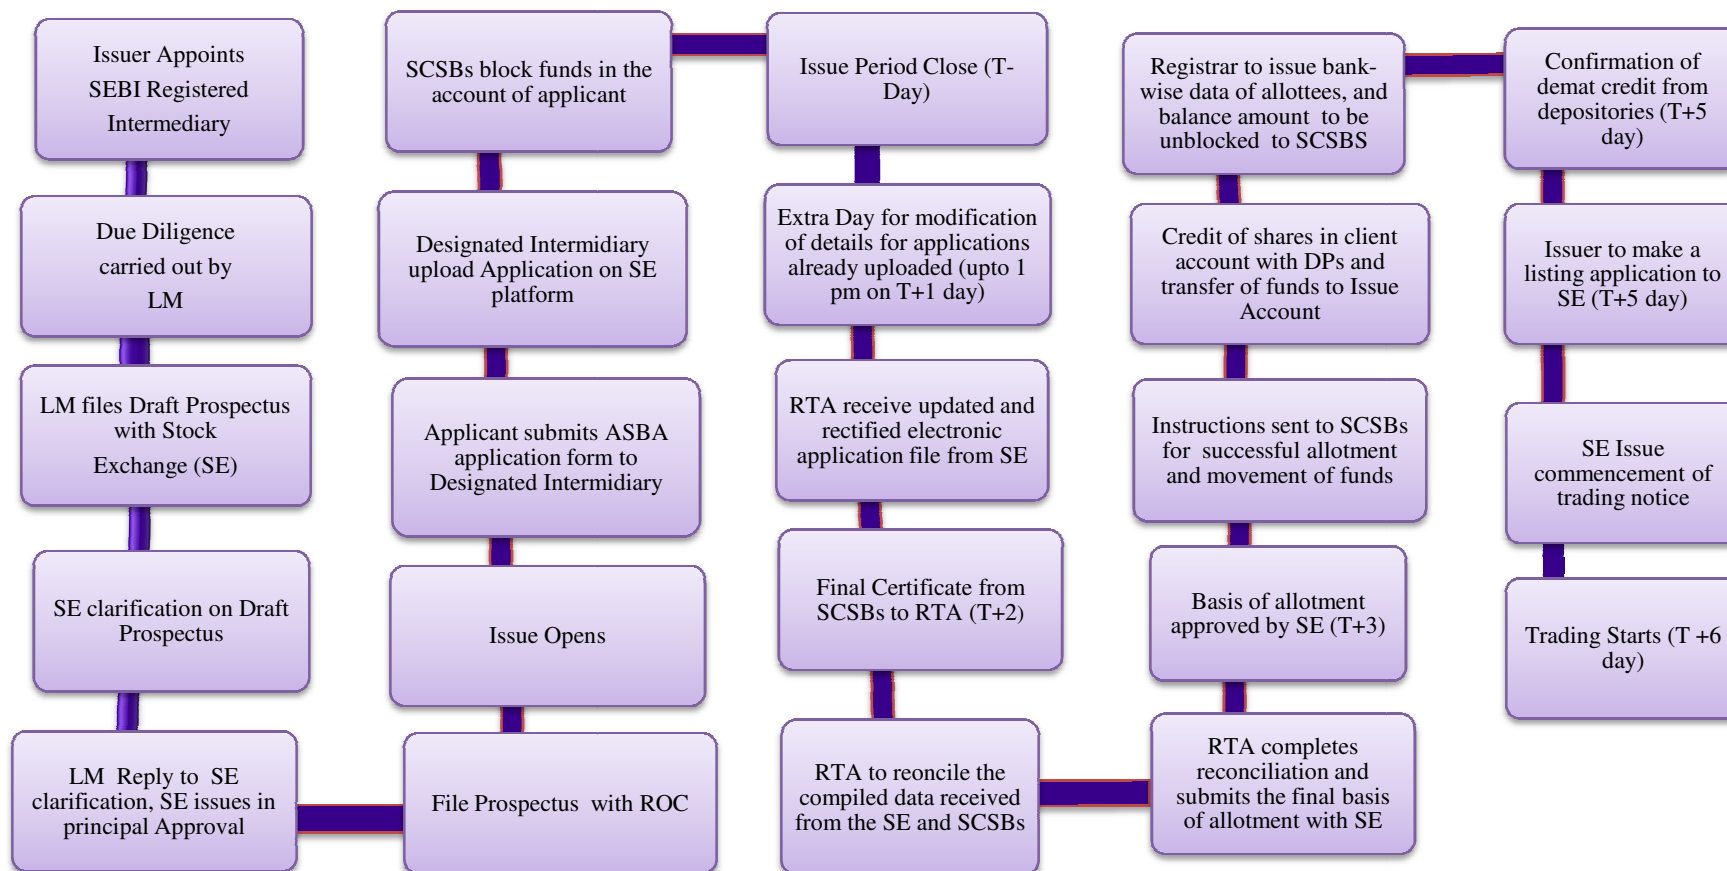 Issuer Appoints
SEBI Registered
Intermediary
Due Diligence
carried out by
LM
LM files Draft Prospectus
with Stock
Exchange (SE)
SE clarification on Draft
Prospectus
LM Reply to SE
clarification, SE issues in
principal Approval
File Prospectus with ROC
Issue Opens
Applicant submits ASBA
application form to
Designated Intermidiary
Designated Intermidiary
upload Application on SE
platform
SCSBs block funds in the
account of applicant
Issue Period Close (T-
Day)
Extra Day for modification
of details for applications
already uploaded (upto 1
pm on T+1 day)
RTA receive updated and
rectified electronic
application file from SE
Final Certificate from
SCSBs to RTA (T+2)
RTA to reconcile the
compiled data received
from the SE and SCSBs
RTA completes
reconciliation and
submits the final basis
of allotment with SE
Basis of allotment
approved by SE (T+3)
Instructions sent to SCSBs
for successful allotment
and movement of funds
Credit of shares in client
account with DPs and
transfer of funds to Issue
Account
Registrar to issue bank-
wise data of allottees, and
balance amount to be
unblocked to SCSBS
Confirmation of
demat credit from
depositories (T+5
day)
Issuer to make a
listing application to
SE (T+5 day)
SE Issue
commencement of
trading notice
Trading Starts (T +6
day)